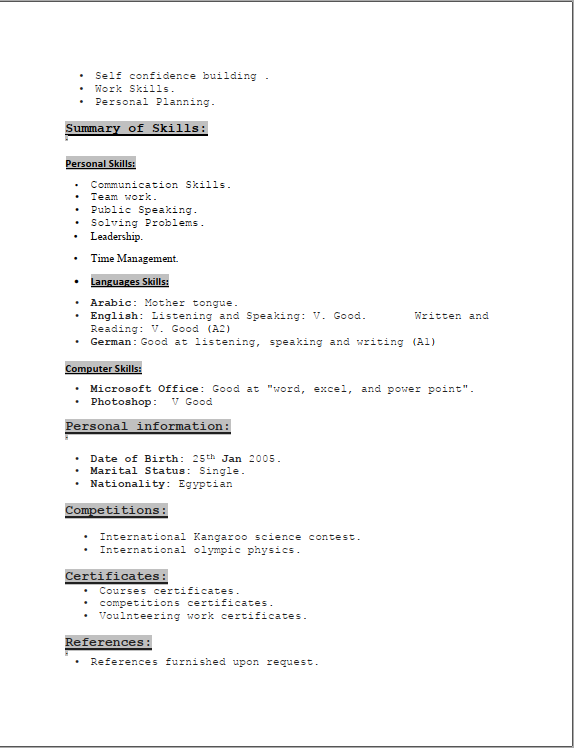 • Self confidence building .
• Work Skills.
• Personal Planning.
Summary of Skills:
Personal Skills:
• Communication Skills.
• Team work.
• Public Speaking.
• Solving Problems.
• Leadership.
• Time Management.
• Languages Skills:
• Arabic: Mother tongue.
• English: Listening and Speaking: V. Good. Written and
Reading: V. Good (A2)
• German: Good at listening, speaking and writing (A1)
Computer Skills:
• Microsoft Office: Good at "word, excel, and power point".
• Photoshop: V Good
Personal information:
• Date of Birth: 25th Jan 2005.
• Marital Status: Single.
• Nationality: Egyptian
Competitions:
• International Kangaroo science contest.
• International olympic physics.
Certificates:
• Courses certificates.
• competitions certificates.
• Voulnteering work certificates.
References:
• References furnished upon request.